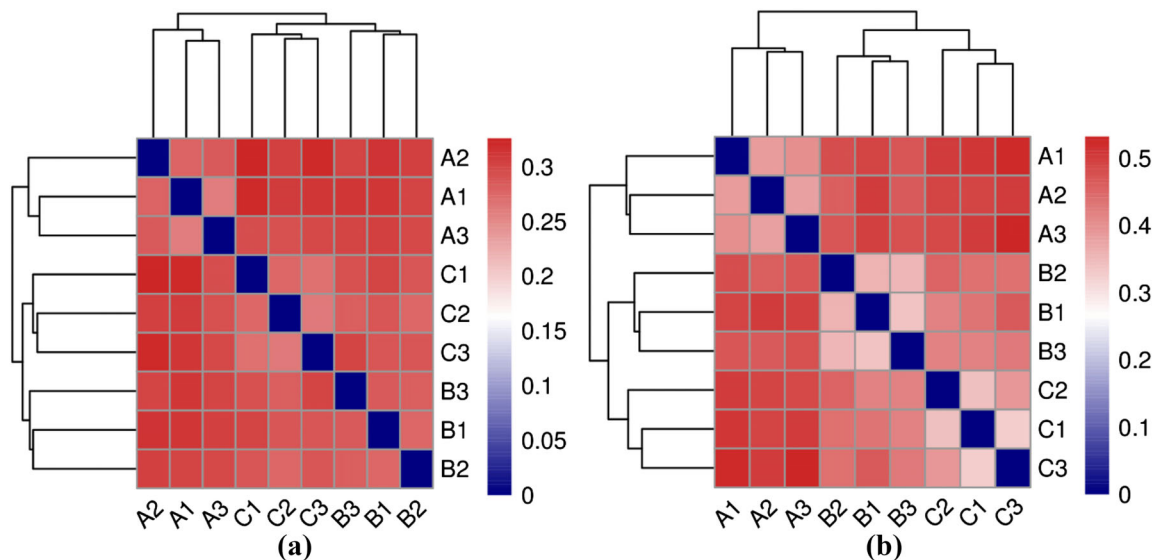 A2
A1
A3
C1
C2
C3
B3
B1
B2
0.3
0.25
0.2
0.15
0.1
0.05
0
A2 A1 A3 C1 C2 C3 B3 B1 B2
(a)
A1
A2
A3
B2
B1
B3
C2
C1
C3
0.5
0.4
0.3
0.2
0.1
0
A1 A2 A3 B2 B1 B3 C2 C1 C3
(b)